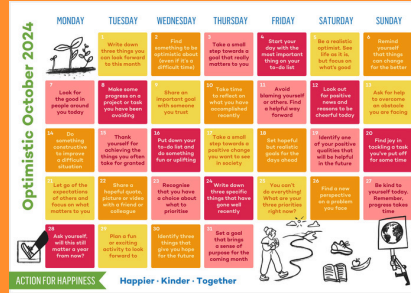 Optimistic October 2024
MONDAY
TUESDAY
WEDNESDAY
THURSDAY
FRIDAY
SATURDAY
SUNDAY
1
Write down
three things you
can look forward
to this month
2
Find
something to be
optimistic about
(even if it's a
difficult time)
3
Take a small
step towards a
goal that really
matters to you
4
Start your
day with the
most important
thing on your
to-do list
5
Be a realistic
optimist. See
life as it is,
but focus on
what's good
6
Remind
yourself
that things
can change
for the better
7
Look for
the good in
people around
you today
8
Make some
progress on a
project or task
you have been
avoiding
9
Share an
important goal
with someone
you trust
10
Take time
to reflect on
what you have
accomplished
recently
11
Avoid
blaming yourself
or others. Find
a helpful way
forward
12
Look out
for positive
news and
reasons to be
cheerful today
13
Ask for help
to overcome
an obstacle
you are facing
14
Do
something
constructive
to improve
a difficult
situation
15
Thank
yourself for
achieving the
things you often
take for granted
16
Put down your
to-do list and do
something fun
or uplifting
17
Take a small
step towards a
positive change
you want to see
in society
18
Set hopeful
but realistic
goals for the
days ahead
19
Identify one
of your positive
qualities that
will be helpful
in the future
20
Find joy in
tackling a task
you've put off
for some time
21
Let go of the
expectations
of others and
focus on what
matters to you
22
Share a
hopeful quote,
picture or video
with a friend or
colleague
23
Recognise
that you have
a choice about
what to
prioritise
24
Write down
three specific
things that have
gone well
recently
25
You can't
do everything!
What are your
three priorities
right now?
26
Find a new
perspective on
a problem
you face
27
Be kind to
yourself today.
Remember,
progress takes
time
28
Ask yourself,
will this still
matter a year
from now?
29
Plan a fun
or exciting
activity to look
forward to
30
Identify three
things that
give you hope
for the future
31
Set a goal
that brings
a sense of
purpose for the
coming month
ACTION FOR HAPPINESS
Happier · Kinder · Together